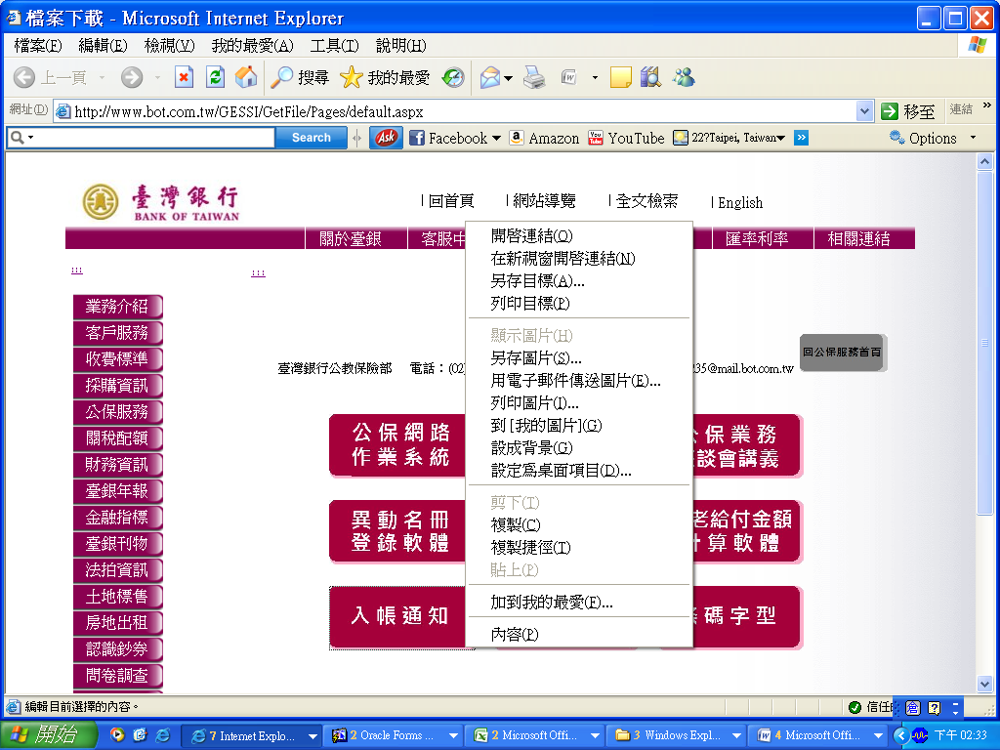 檔案下載 - Microsoft Internet Explorer
檔案(F) 編輯(E) 檢視(V) 我的最愛(A) 工具(T) 說明(H)
上一頁 搜尋 我的最愛
網址(D) http://www.bot.com.tw/GESSI/GetFile/Pages/default.aspx 移至 連結 »
Search Ask Facebook Amazon YouTube 22?Taipei, Taiwan » Options
臺灣銀行
BANK OF TAIWAN
| 回首頁 | 網站導覽 | 全文檢索 | English
關於臺銀 客服中 匯率利率 相關連結
::: :::
業務介紹
客戶服務
收費標準
採購資訊
公保服務
關稅配額
財務資訊
臺銀年報
金融指標
臺銀刊物
法拍資訊
土地標售
房地出租
認識鈔券
問卷調查
回公保服務首頁
臺灣銀行公教保險部 電話：(02) 35@mail.bot.com.tw
公保網路
作業系統
保業務
談會講義
異動名冊
登錄軟體
老給付金額
計算軟體
入帳通知
條碼字型
開啟連結(O)
在新視窗開啟連結(N)
另存目標(A)...
列印目標(P)
顯示圖片(H)
另存圖片(S)...
用電子郵件傳送圖片(E)...
列印圖片(I)...
到 [我的圖片](G)
設成背景(G)
設定為桌面項目(D)...
剪下(T)
複製(C)
複製捷徑(T)
貼上(P)
加到我的最愛(F)...
內容(P)
編輯目前選擇的內容。 信任
開始 7 Internet Explo... 2 Oracle Forms ... 2 Microsoft Offi... 3 Windows Expl... 4 Microsoft Offi... 下午 02:33